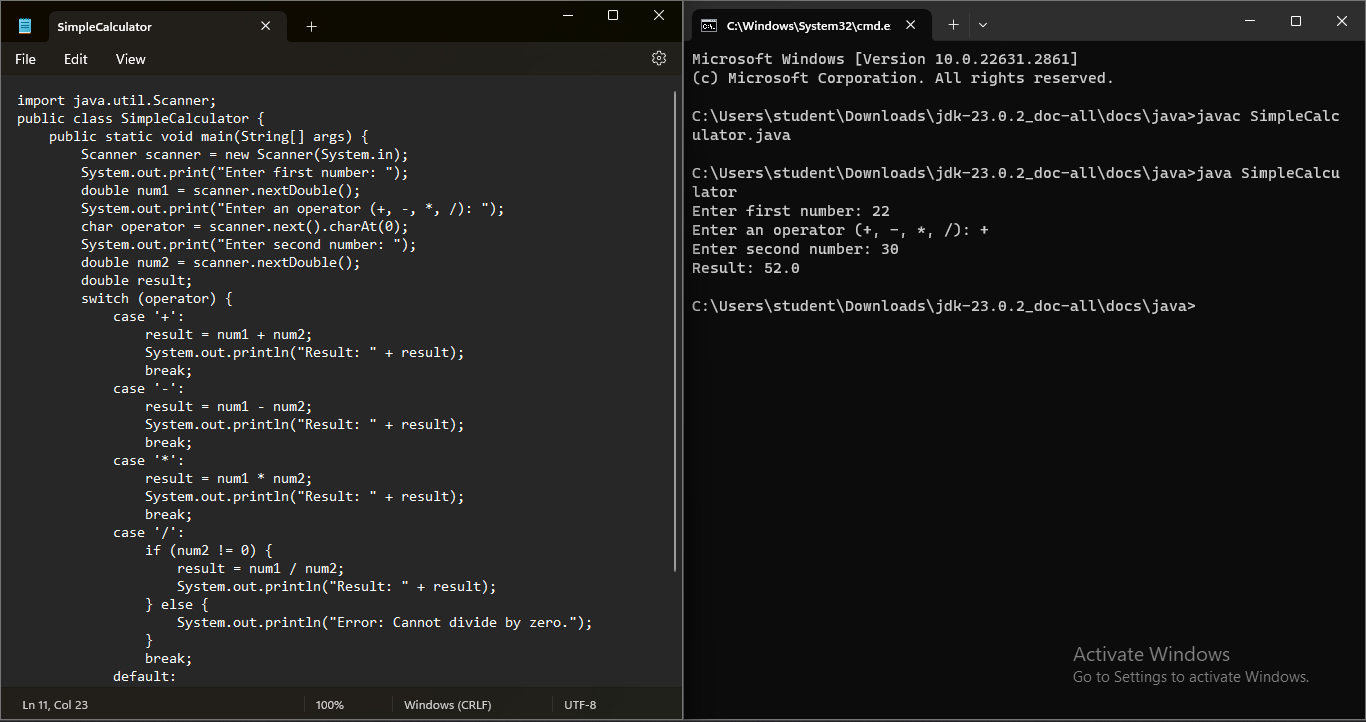 SimpleCalculator
File Edit View
import java.util.Scanner;
public class SimpleCalculator {
    public static void main(String[] args) {
        Scanner scanner = new Scanner(System.in);
        System.out.print("Enter first number: ");
        double num1 = scanner.nextDouble();
        System.out.print("Enter an operator (+, -, *, /): ");
        char operator = scanner.next().charAt(0);
        System.out.print("Enter second number: ");
        double num2 = scanner.nextDouble();
        double result;
        switch (operator) {
            case '+':
                result = num1 + num2;
                System.out.println("Result: " + result);
                break;
            case '-':
                result = num1 - num2;
                System.out.println("Result: " + result);
                break;
            case '*':
                result = num1 * num2;
                System.out.println("Result: " + result);
                break;
            case '/':
                if (num2 != 0) {
                    result = num1 / num2;
                    System.out.println("Result: " + result);
                } else {
                    System.out.println("Error: Cannot divide by zero.");
                }
                break;
            default:
Ln 11, Col 23 100% Windows (CRLF) UTF-8
C:\Windows\System32\cmd.e
Microsoft Windows [Version 10.0.22631.2861]
(c) Microsoft Corporation. All rights reserved.
C:\Users\student\Downloads\jdk-23.0.2_doc-all\docs\java>javac SimpleCalc
ulator.java
C:\Users\student\Downloads\jdk-23.0.2_doc-all\docs\java>java SimpleCalcu
lator
Enter first number: 22
Enter an operator (+, -, *, /): +
Enter second number: 30
Result: 52.0
C:\Users\student\Downloads\jdk-23.0.2_doc-all\docs\java>
Activate Windows
Go to Settings to activate Windows.